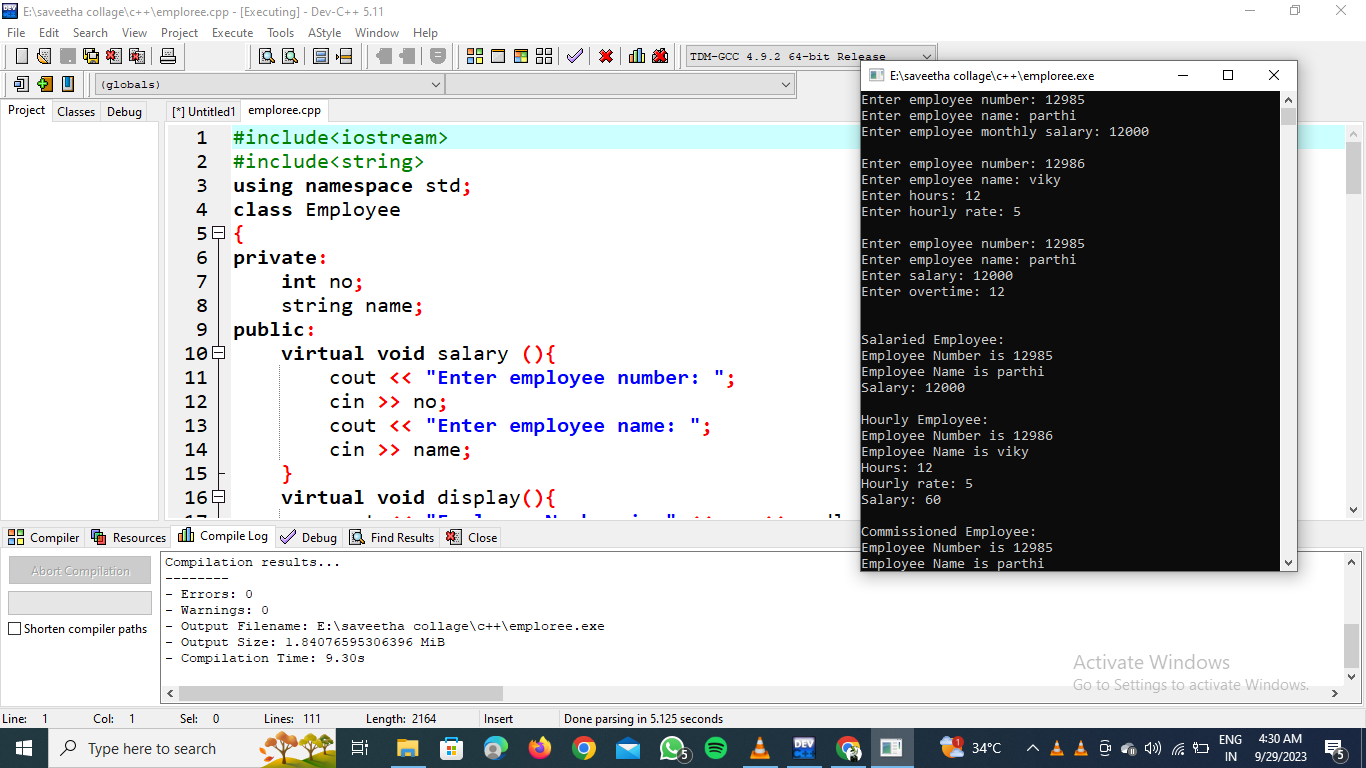 E:\saveetha collage\c++\emploree.cpp - [Executing] - Dev-C++ 5.11
File Edit Search View Project Execute Tools AStyle Window Help
TDM-GCC 4.9.2 64-bit Release
(globals)
Project Classes Debug
[*] Untitled1 emploree.cpp
1 #include<iostream>
2 #include<string>
3 using namespace std;
4 class Employee
5 {
6 private:
7 int no;
8 string name;
9 public:
10 virtual void salary (){
11 cout << "Enter employee number: ";
12 cin >> no;
13 cout << "Enter employee name: ";
14 cin >> name;
15 }
16 virtual void display(){
E:\saveetha collage\c++\emploree.exe
Enter employee number: 12985
Enter employee name: parthi
Enter employee monthly salary: 12000
Enter employee number: 12986
Enter employee name: viky
Enter hours: 12
Enter hourly rate: 5
Enter employee number: 12985
Enter employee name: parthi
Enter salary: 12000
Enter overtime: 12
Salaried Employee:
Employee Number is 12985
Employee Name is parthi
Salary: 12000
Hourly Employee:
Employee Number is 12986
Employee Name is viky
Hours: 12
Hourly rate: 5
Salary: 60
Commissioned Employee:
Employee Number is 12985
Employee Name is parthi
Compiler Resources Compile Log Debug Find Results Close
Abort Compilation
Shorten compiler paths
Compilation results...
--------
- Errors: 0
- Warnings: 0
- Output Filename: E:\saveetha collage\c++\emploree.exe
- Output Size: 1.84076595306396 MiB
- Compilation Time: 9.30s
Activate Windows
Go to Settings to activate Windows.
Line: 1 Col: 1 Sel: 0 Lines: 111 Length: 2164 Insert Done parsing in 5.125 seconds
Type here to search
5
DEV
1
34°C
ENG
IN
4:30 AM
9/29/2023
5